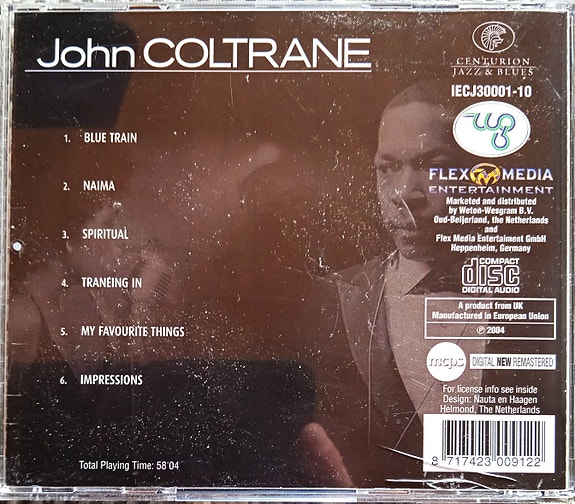 John COLTRANE
1. BLUE TRAIN
2. NAIMA
3. SPIRITUAL
4. TRANEING IN
5. MY FAVOURITE THINGS
6. IMPRESSIONS
Total Playing Time: 58'04
CENTURION
JAZZ & BLUES
IECJ30001-10
FLEX MEDIA
ENTERTAINMENT
Marketed and distributed
by Weton-Wesgram B.V.
Oud-Beijerland, the Netherlands
and
Flex Media Entertaiment GmbH
Heppenheim, Germany
COMPACT
disc
DIGITAL AUDIO
A product from UK
Manufactured in European Union
℗ 2004
mcps
DIGITAL NEW REMASTERED
For license info see inside
Design: Nauta en Haagen
Helmond, The Netherlands
8 717423 009122